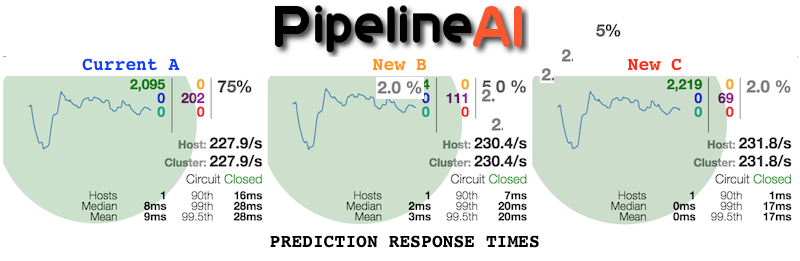 PipelineAI
5%
2.
2.
Current A
New B
New C
2,095 0 75%
0 202
0 0
Host: 227.9/s
Cluster: 227.9/s
Circuit Closed
Hosts 1 90th 16ms
Median 8ms 99th 28ms
Mean 9ms 99.5th 28ms
2.0 % 4 0 5 0 %
0 111 2.
0 0 2.
Host: 230.4/s
Cluster: 230.4/s
Circuit Closed
Hosts 1 90th 7ms
Median 2ms 99th 20ms
Mean 3ms 99.5th 20ms
2,219 0 2.0 %
0 69
0 0
Host: 231.8/s
Cluster: 231.8/s
Circuit Closed
Hosts 1 90th 1ms
Median 0ms 99th 17ms
Mean 0ms 99.5th 17ms
PREDICTION RESPONSE TIMES